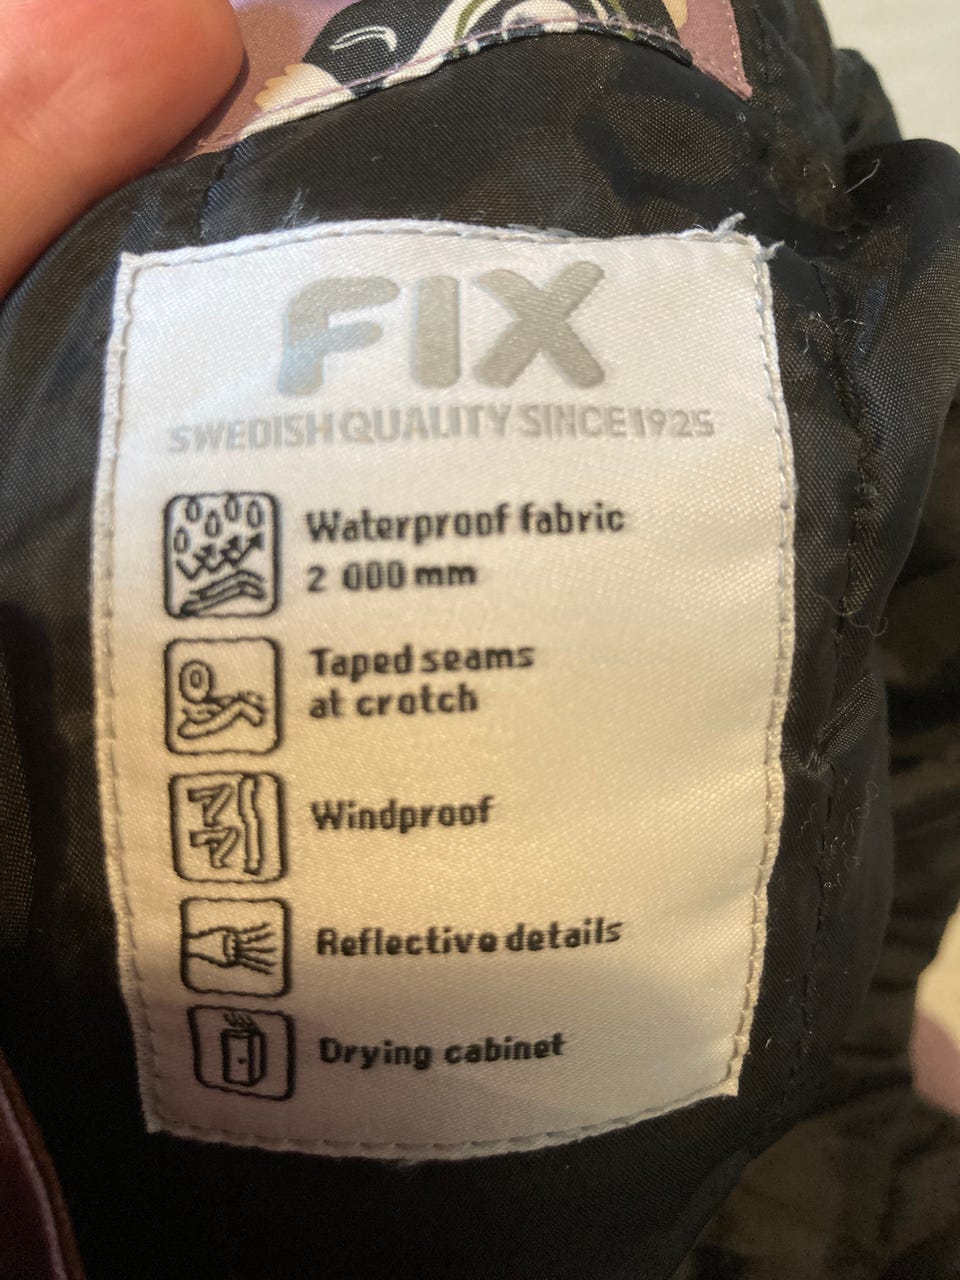 FIX
SWEDISH QUALITY SINCE 1925
Waterproof fabric
2 000 mm
Taped seams
at crotch
Windproof
Reflective details
Drying cabinet